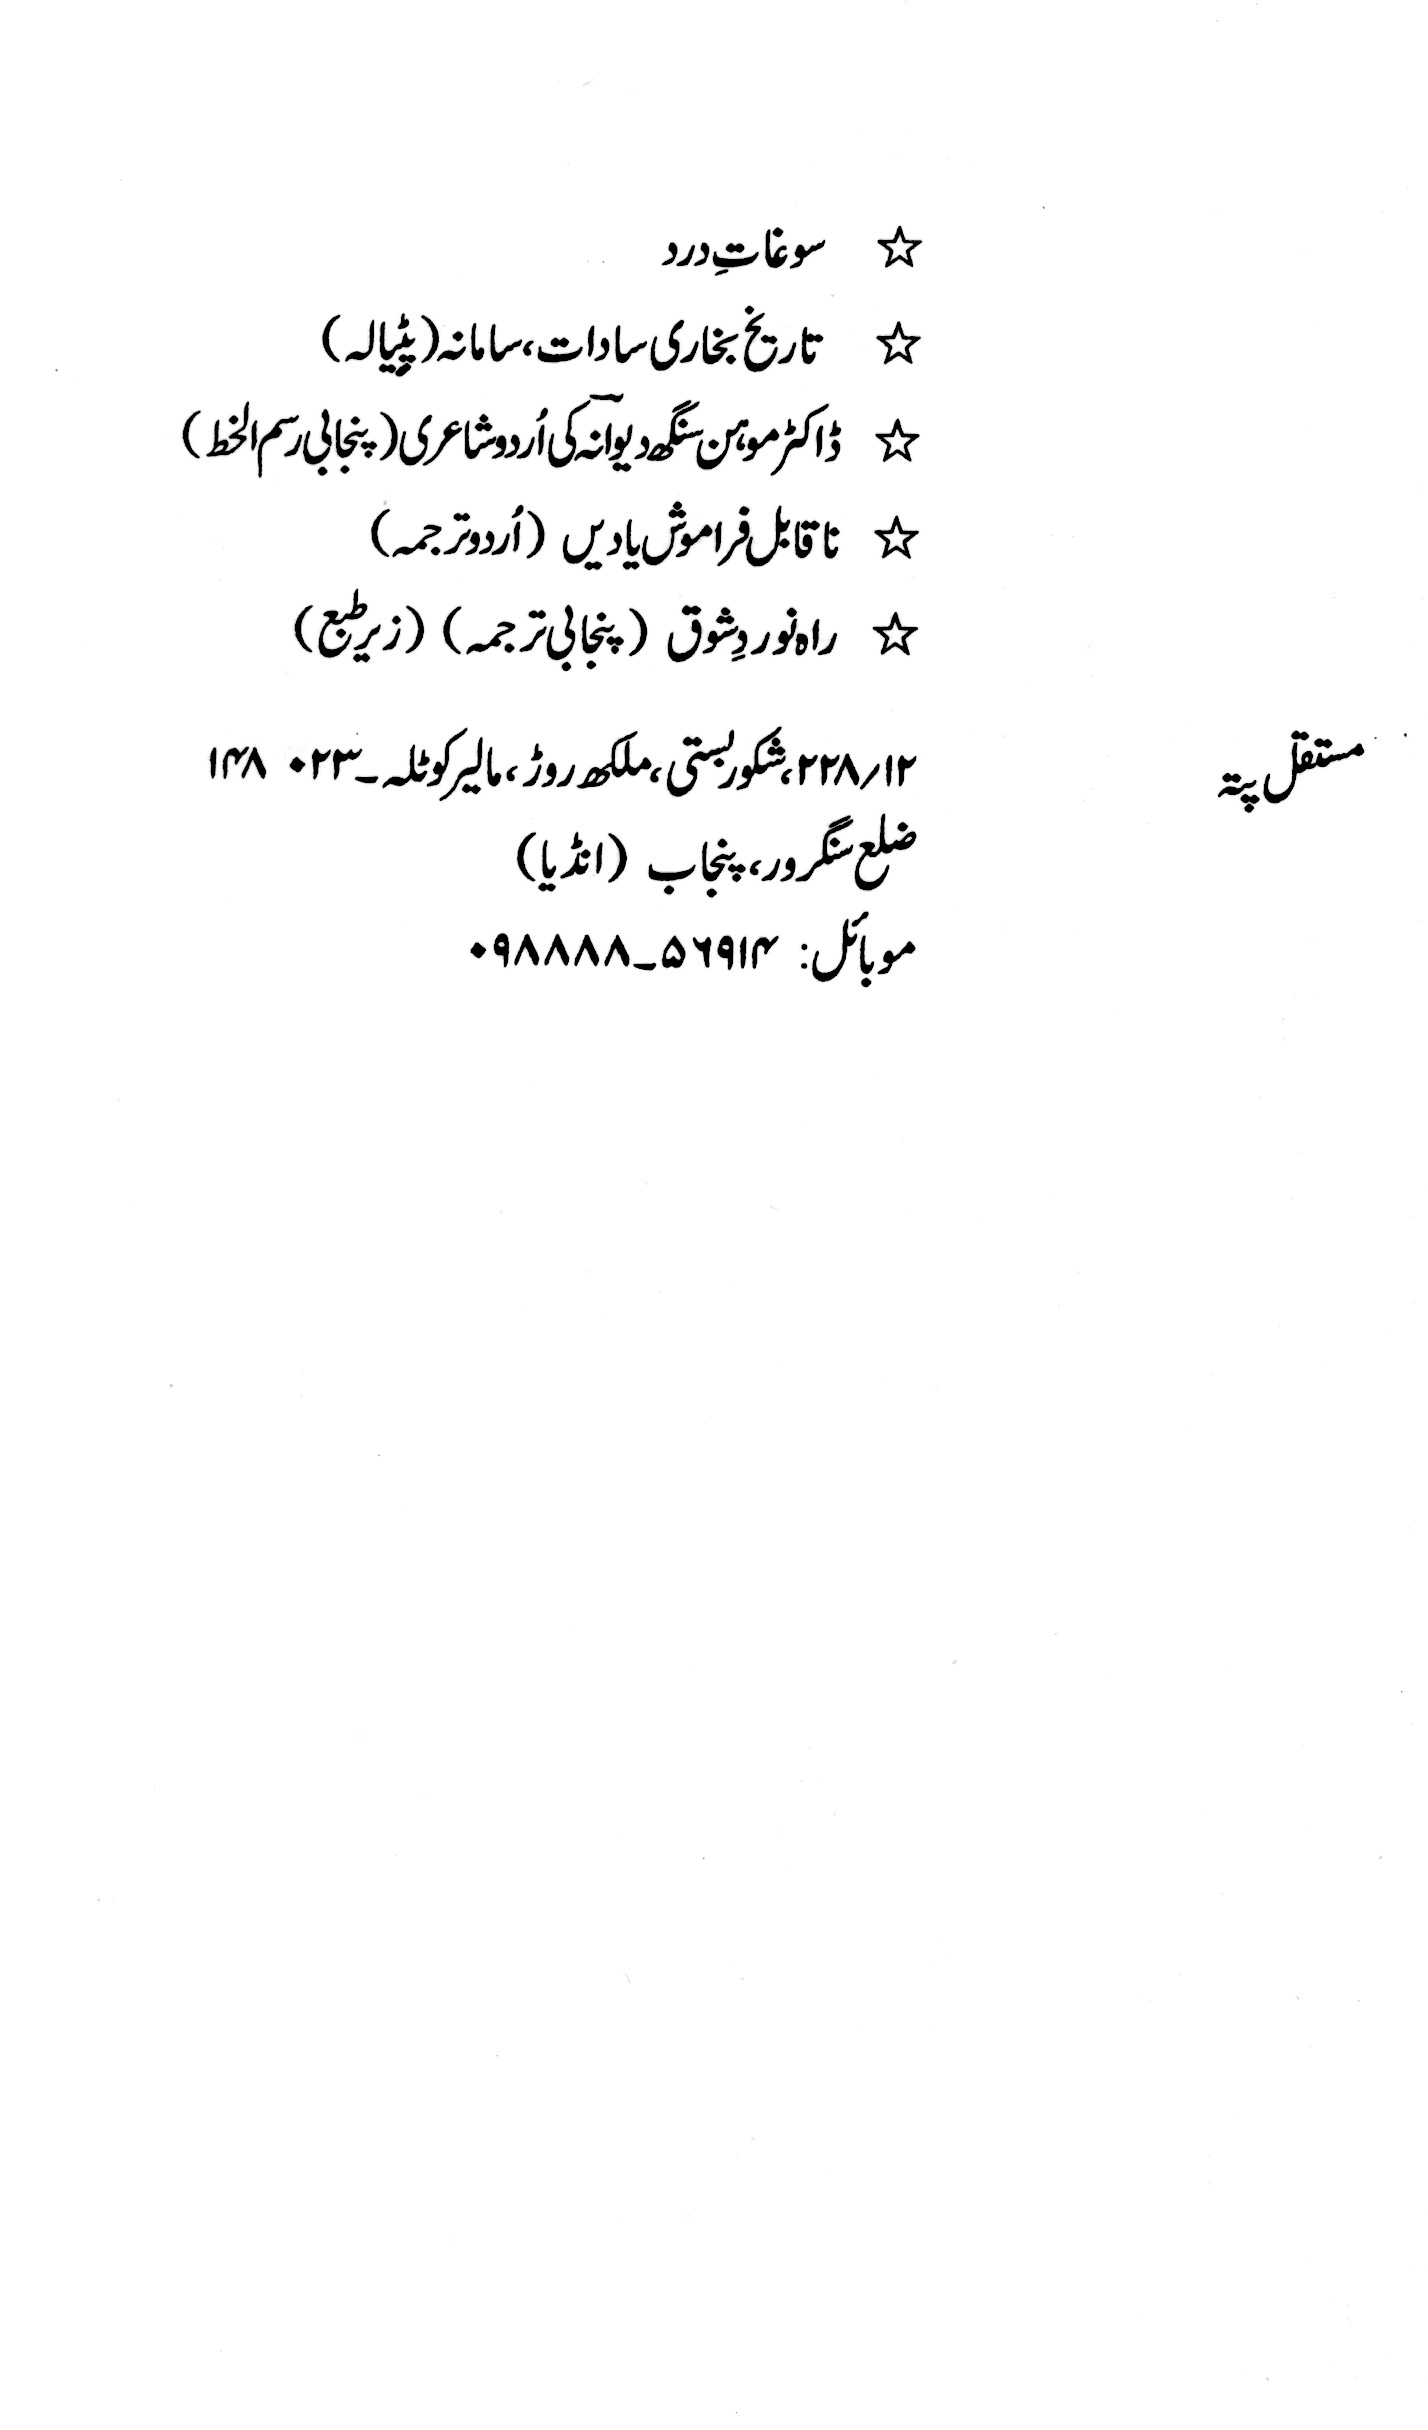 ☆ سوغاتِ درد
☆ تاریخ بخاری سادات، سامانہ (پٹیالہ)
☆ ڈاکٹر موہن سنگھ دیوانہؔ کی اُردو شاعری (پنجابی رسم الخط)
☆ ناقابل فراموش یادیں (اُردو ترجمہ)
☆ راہ نوردِ شوق (پنجابی ترجمہ) (زیر طبع)
مستقل پتہ ۲۲۸/۱۲، شکور بستی، ملکھ روڑ، مالیر کوٹلہ۔ ۰۲۳ ۱۴۸
ضلع سنگرور، پنجاب (انڈیا)
موبائل: ۰۹۸۸۸۸۔۵۶۹۱۴